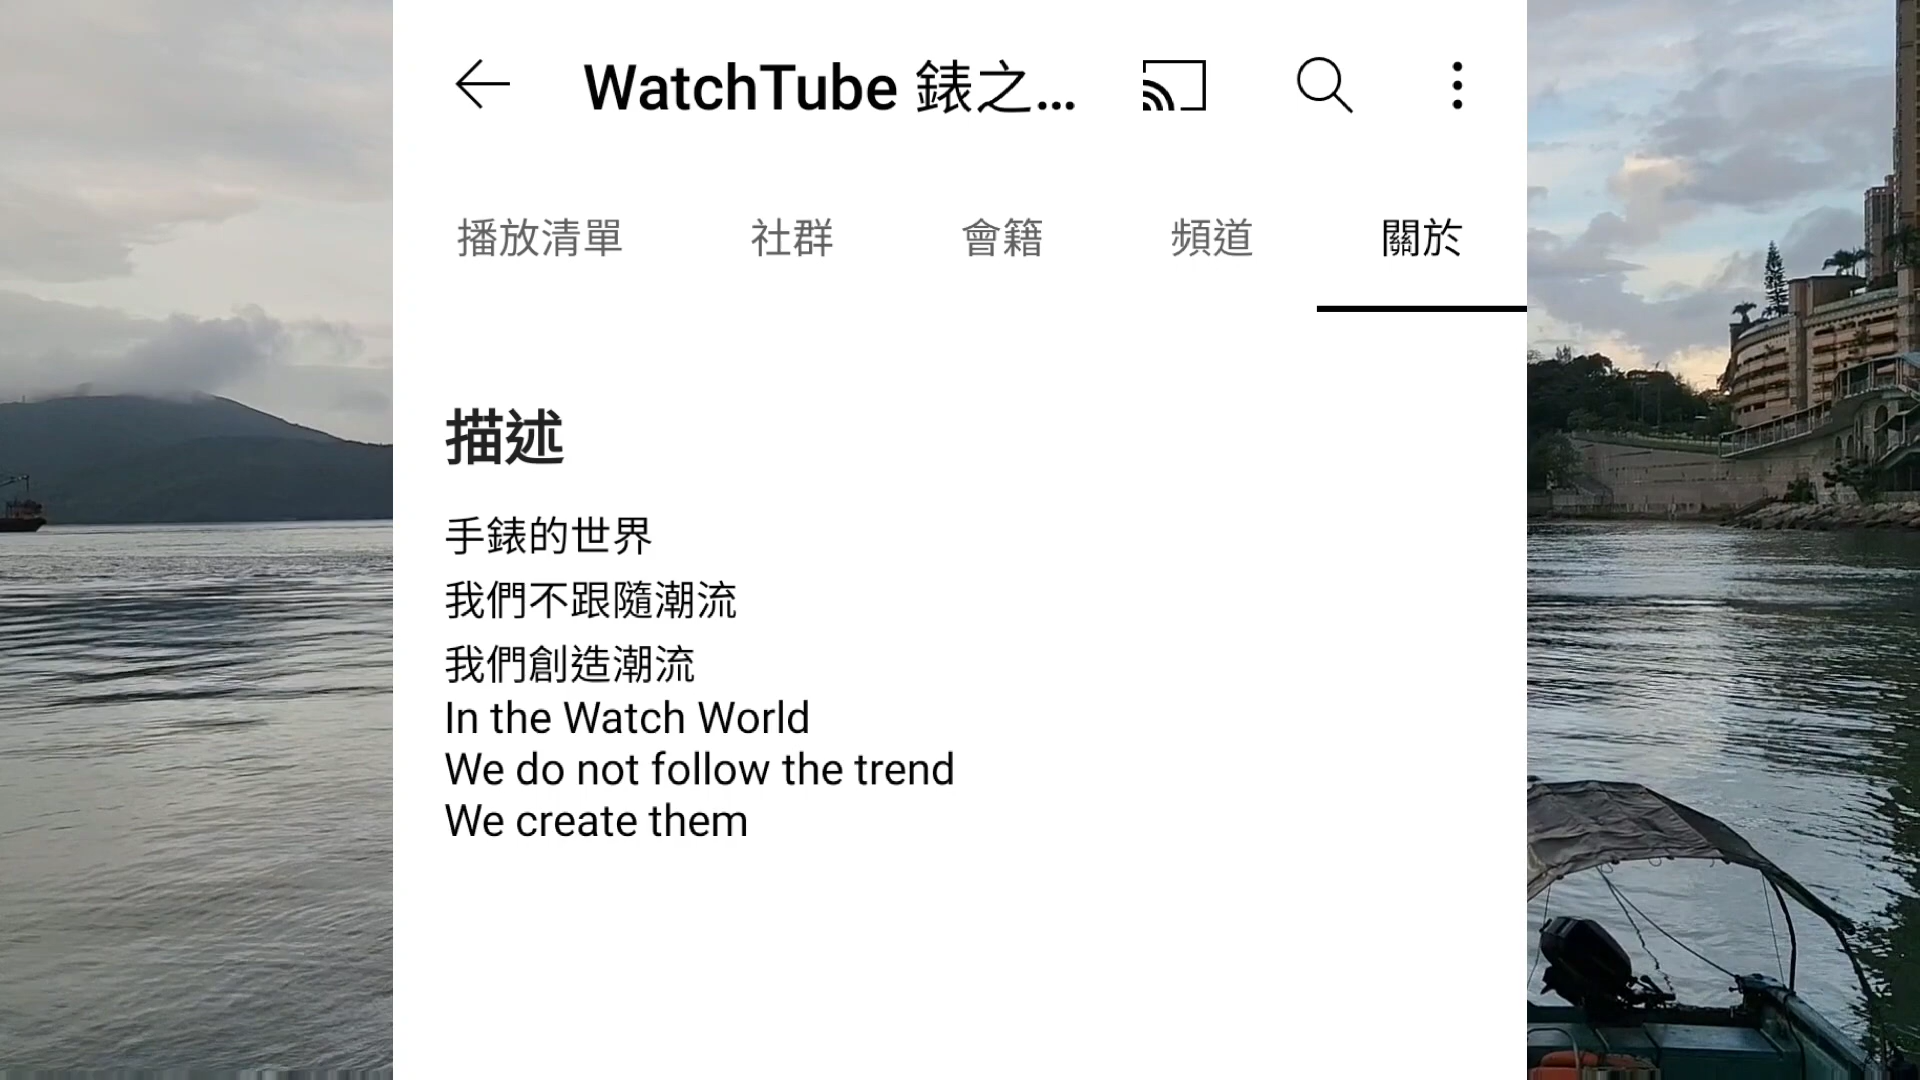 WatchTube 錶之...
播放清單 社群 會籍 頻道 關於
描述
手錶的世界
我們不跟隨潮流
我們創造潮流
In the Watch World
We do not follow the trend
We create them